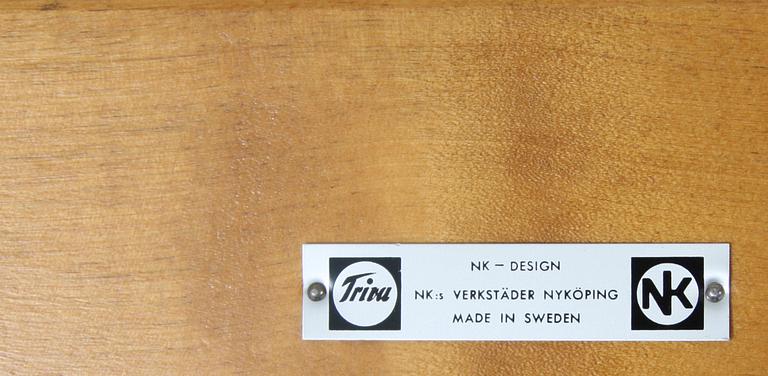 Triva
NK – DESIGN
NK:s VERKSTÄDER NYKÖPING
MADE IN SWEDEN
NK